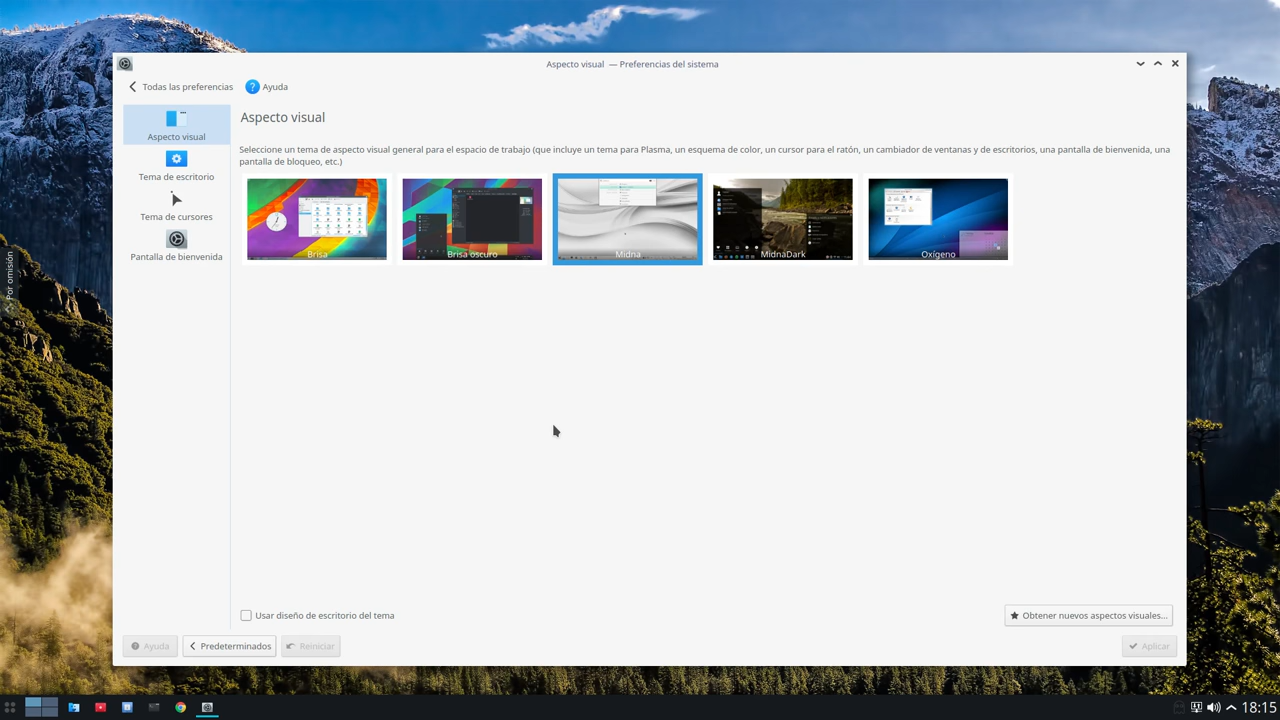 Aspecto visual — Preferencias del sistema
Todas las preferencias
? Ayuda
Aspecto visual
Tema de escritorio
Tema de cursores
Pantalla de bienvenida
Aspecto visual
Seleccione un tema de aspecto visual general para el espacio de trabajo (que incluye un tema para Plasma, un esquema de color, un cursor para el ratón, un cambiador de ventanas y de escritorios, una pantalla de bienvenida, una
pantalla de bloqueo, etc.)
Brisa
Brisa oscuro
Midna
MidnaDark
Oxígeno
Usar diseño de escritorio del tema
Obtener nuevos aspectos visuales...
Ayuda
Predeterminados
Reiniciar
Aplicar
Por omisión
18:15